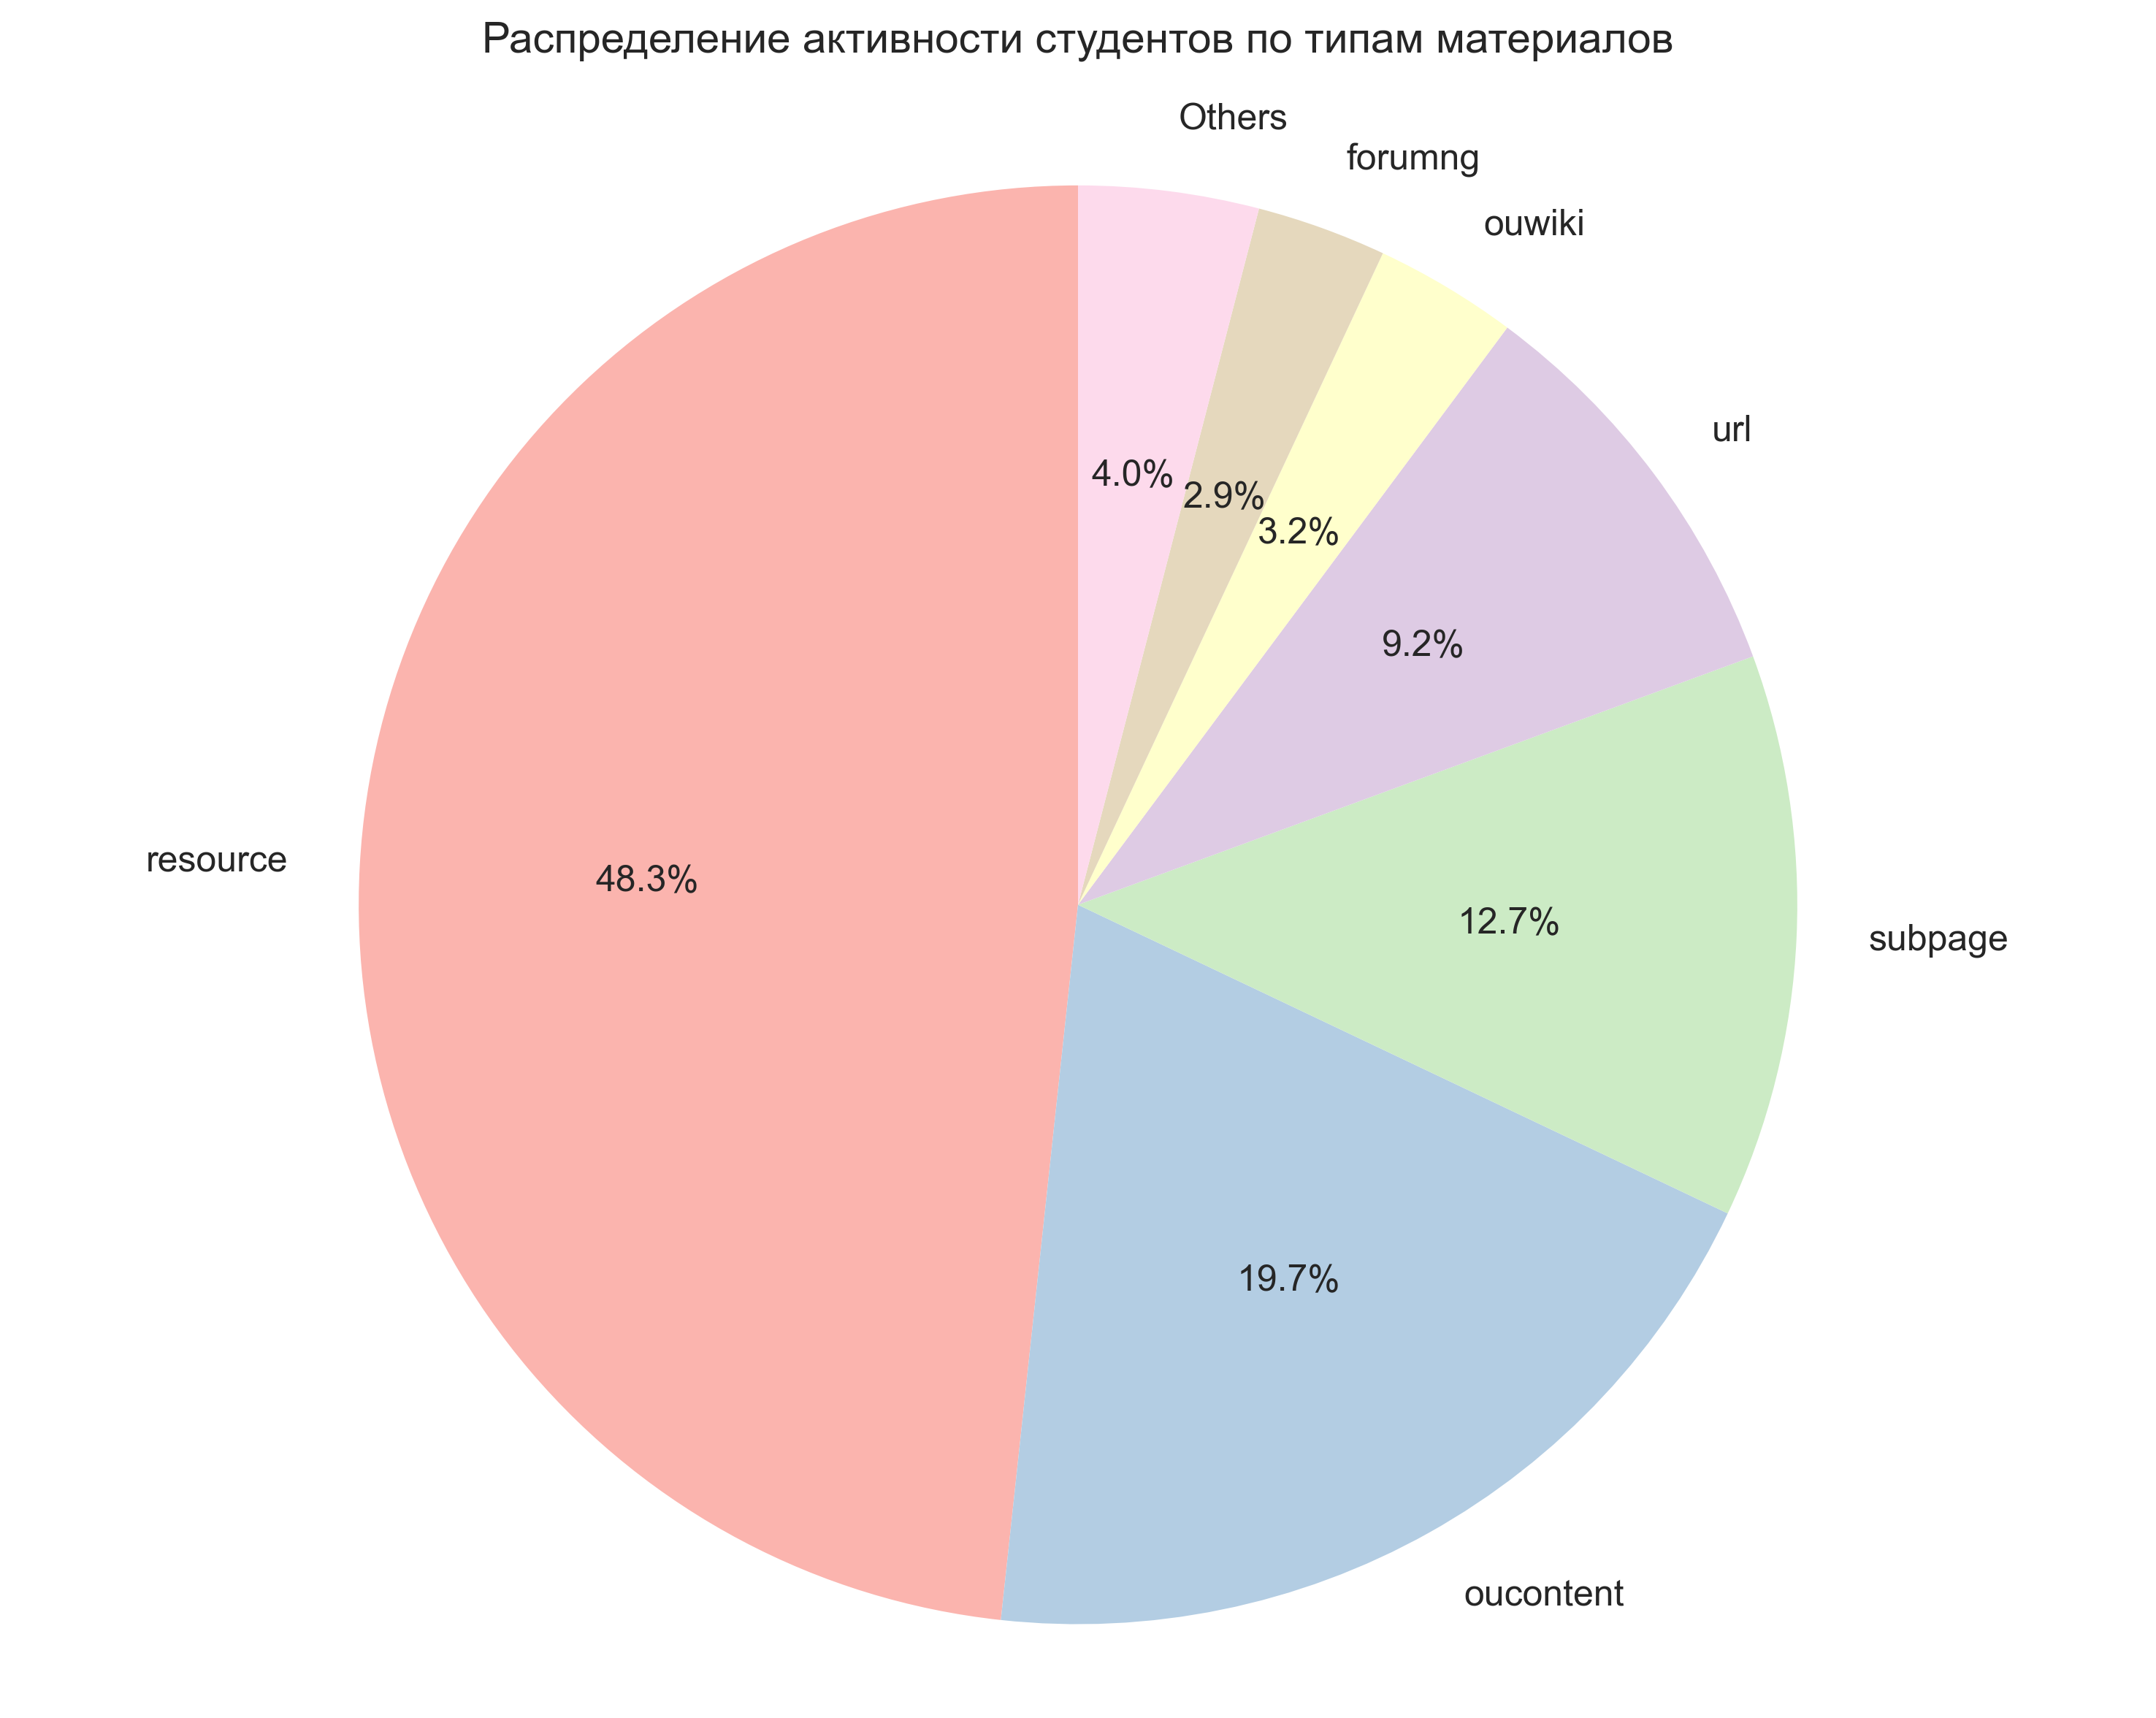 Распределение активности студентов по типам материалов
Others
forumng
ouwiki
url
4.0%
2.9%
3.2%
9.2%
resource
48.3%
12.7%
subpage
19.7%
oucontent